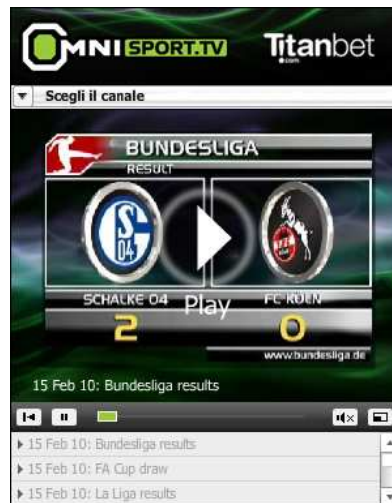 OMNISPORT.TV
Titanbet
.com
Scegli il canale
BUNDESLIGA
RESULT
S
04
SCHALKE 04
Play
FC KOELN
2
0
www.bundesliga.de
15 Feb 10: Bundesliga results
15 Feb 10: Bundesliga results
15 Feb 10: FA Cup draw
15 Feb 10: La Liga results